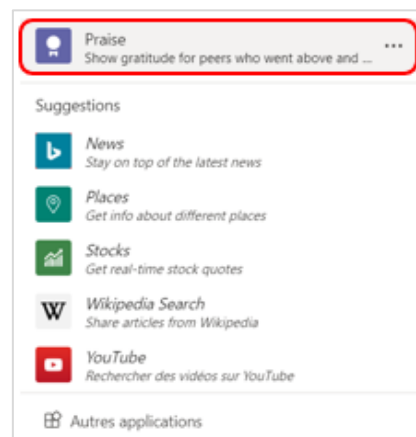 Praise
Show gratitude for peers who went above and ...
Suggestions
News
Stay on top of the latest news
Places
Get info about different places
Stocks
Get real-time stock quotes
W Wikipedia Search
Share articles from Wikipedia
YouTube
Rechercher des vidéos sur YouTube
Autres applications